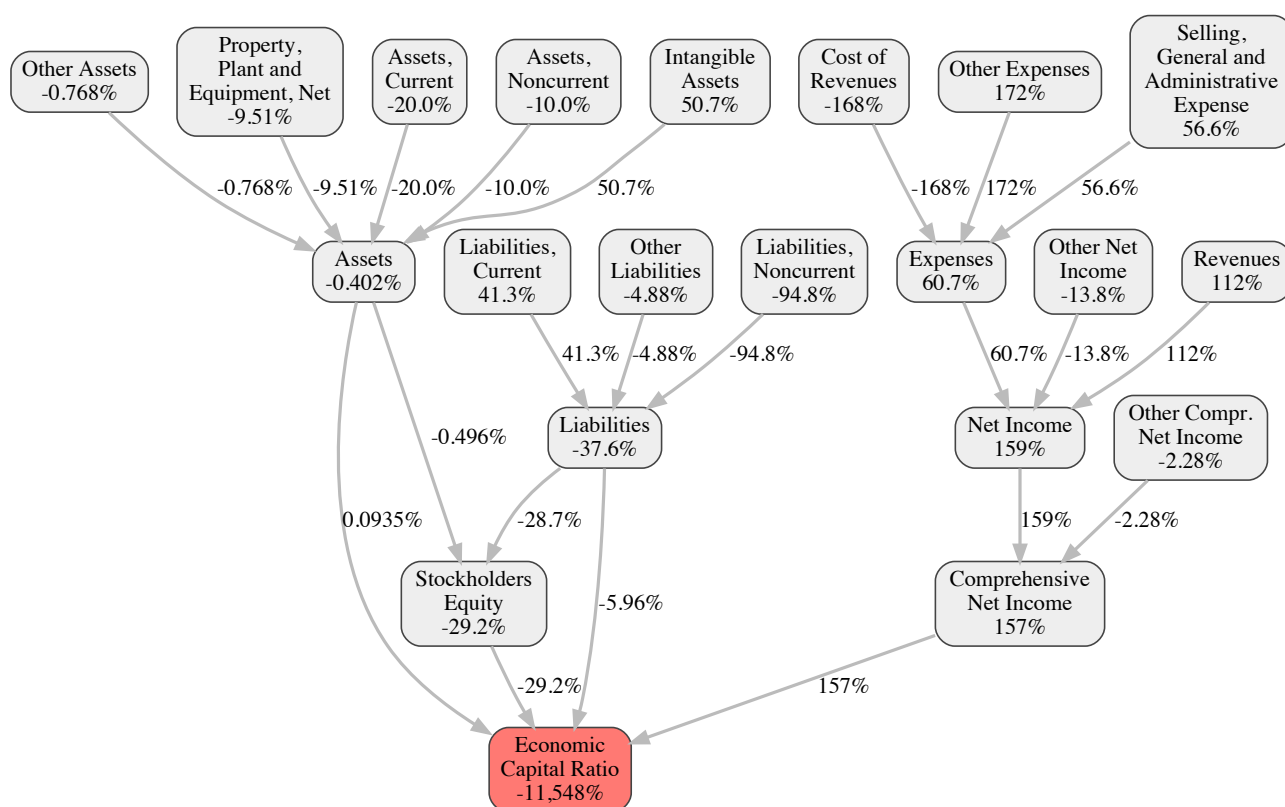 Other Assets
-0.768%
Property,
Plant and
Equipment, Net
-9.51%
Assets,
Current
-20.0%
Assets,
Noncurrent
-10.0%
Intangible
Assets
50.7%
Cost of
Revenues
-168%
Other Expenses
172%
Selling,
General and
Administrative
Expense
56.6%
-0.768%
-9.51%
-20.0%
-10.0%
50.7%
-168%
172%
56.6%
Assets
-0.402%
Liabilities,
Current
41.3%
Other
Liabilities
-4.88%
Liabilities,
Noncurrent
-94.8%
Expenses
60.7%
Other Net
Income
-13.8%
Revenues
112%
41.3%
-4.88%
-94.8%
60.7%
-13.8%
112%
-0.496%
Liabilities
-37.6%
Net Income
159%
Other Compr.
Net Income
-2.28%
0.0935%
-28.7%
159%
-2.28%
Stockholders
Equity
-29.2%
-5.96%
Comprehensive
Net Income
157%
-29.2%
157%
Economic
Capital Ratio
-11,548%